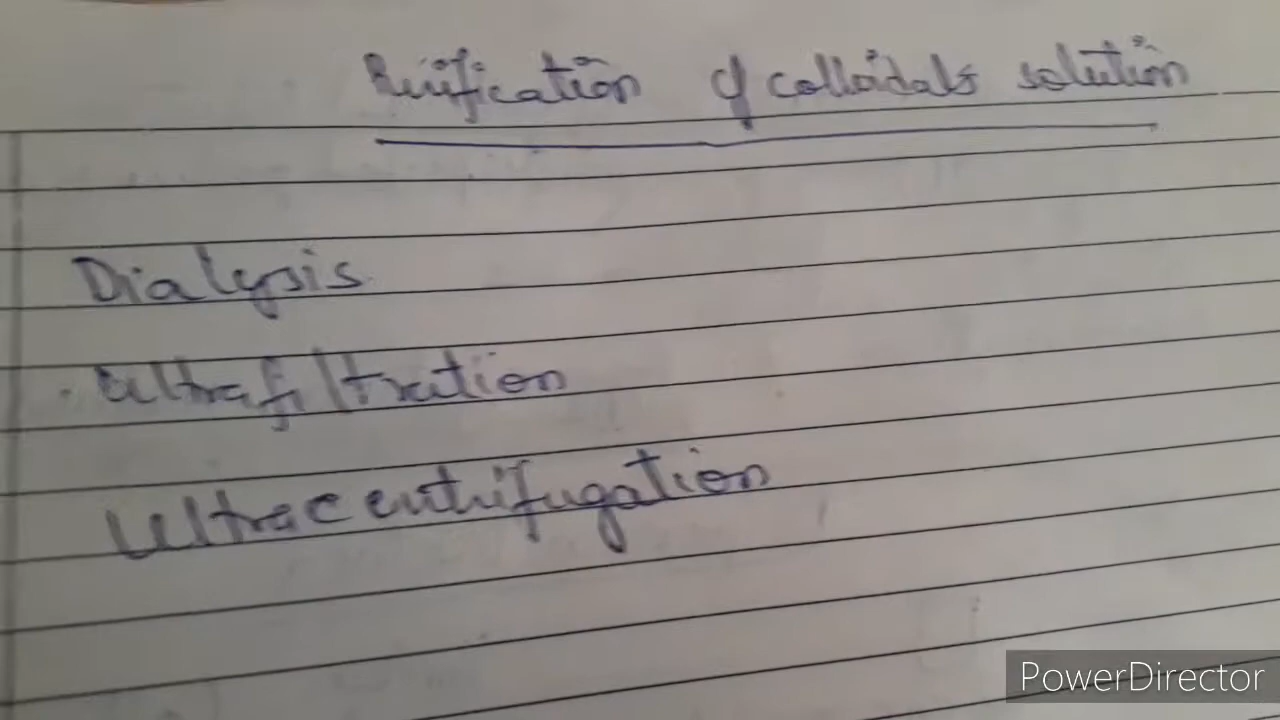 Purification of colloidals solution
Dialysis
Ultrafiltration
Ultracentrifugation
PowerDirector